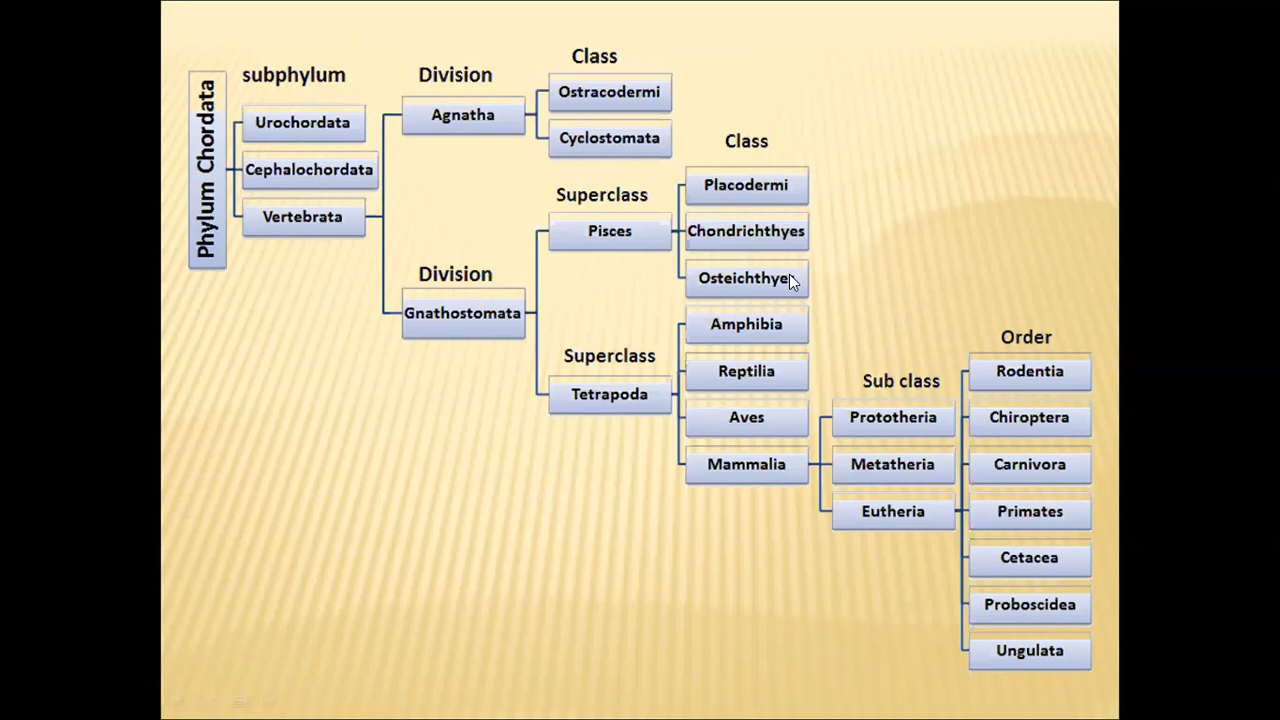 Phylum Chordata
subphylum
Urochordata
Cephalochordata
Vertebrata
Division
Agnatha
Class
Ostracodermi
Cyclostomata
Division
Gnathostomata
Superclass
Pisces
Class
Placodermi
Chondrichthyes
Osteichthye
Superclass
Tetrapoda
Amphibia
Reptilia
Aves
Mammalia
Sub class
Prototheria
Metatheria
Eutheria
Order
Rodentia
Chiroptera
Carnivora
Primates
Cetacea
Proboscidea
Ungulata